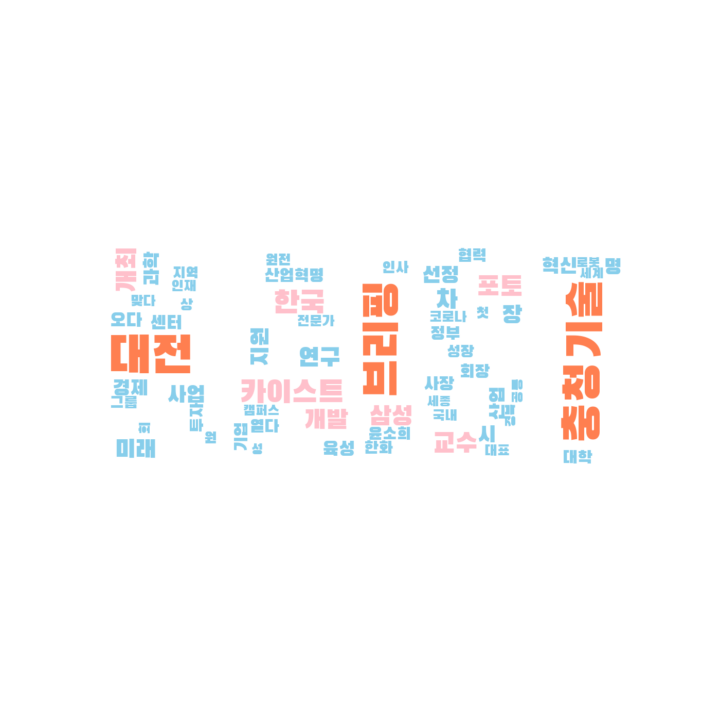 개최
과학
지역
인재
맞다
상
오다
센터
대전
경제
그룹
사업
투자
최
원
미래
원전
산업혁명
한국
전문가
지원
연구
카이스트
캠퍼스
개발
기업
열다
성
육성
인사
브리핑
삼성
윤소희
한화
협력
선정
포토
차
코로나
첫
장
정부
성장
회장
사장
세종
국내
산업
교수
시
대표
혁신
로봇
세계
명
충청기술
대학